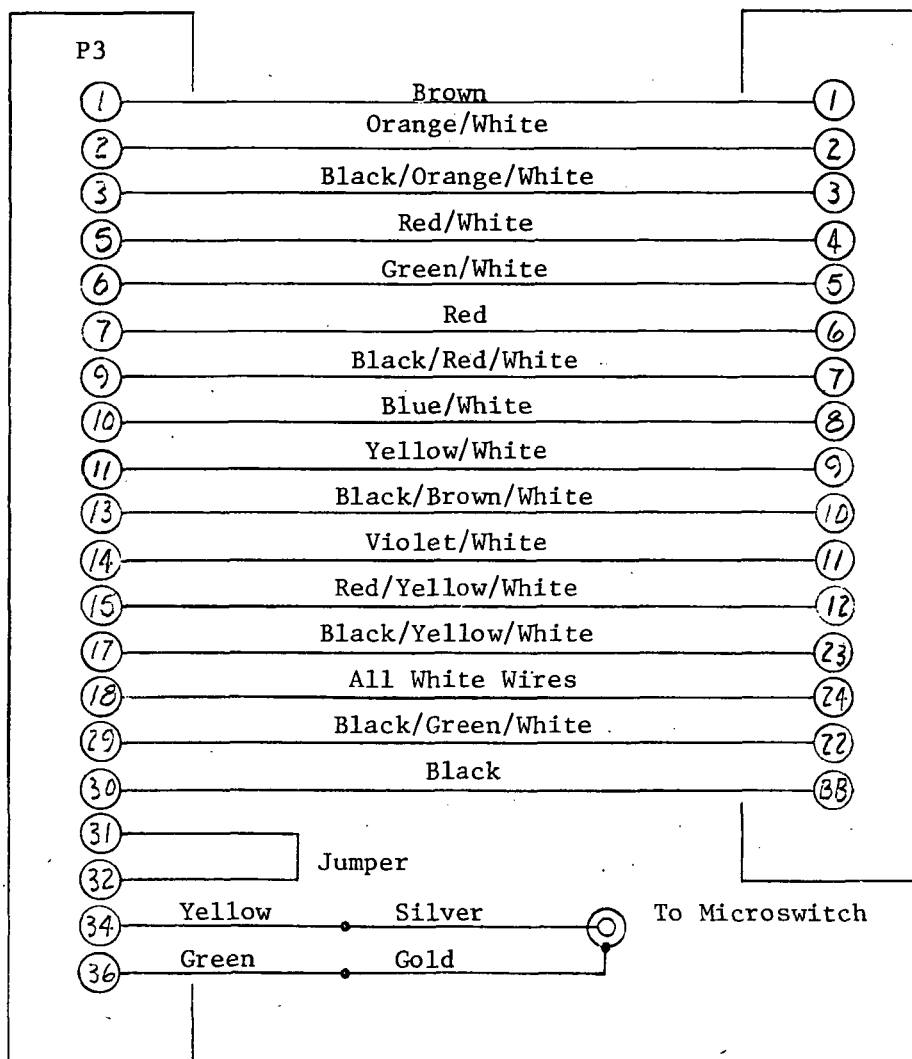 P3
1 Brown 1
2 Orange/White 2
3 Black/Orange/White 3
5 Red/White 4
6 Green/White 5
7 Red 6
9 Black/Red/White 7
10 Blue/White 8
11 Yellow/White 9
13 Black/Brown/White 10
14 Violet/White 11
15 Red/Yellow/White 12
17 Black/Yellow/White 23
18 All White Wires 24
29 Black/Green/White 22
30 Black BB
31
Jumper
32
34 Yellow Silver To Microswitch
36 Green Gold